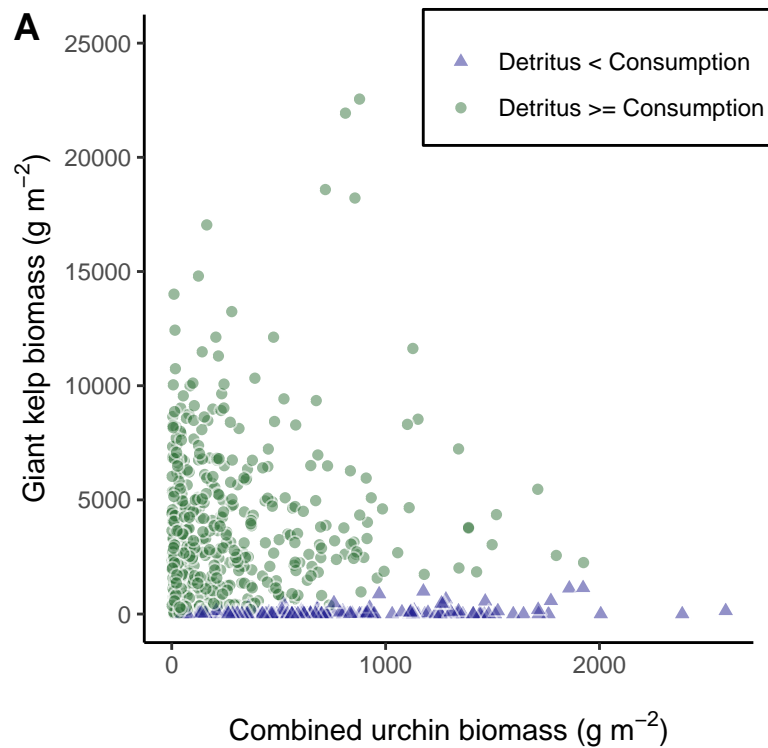 A
Detritus < Consumption
Detritus >= Consumption
Giant kelp biomass (g m⁻²)
25000
20000
15000
10000
5000
0
0 1000 2000
Combined urchin biomass (g m⁻²)